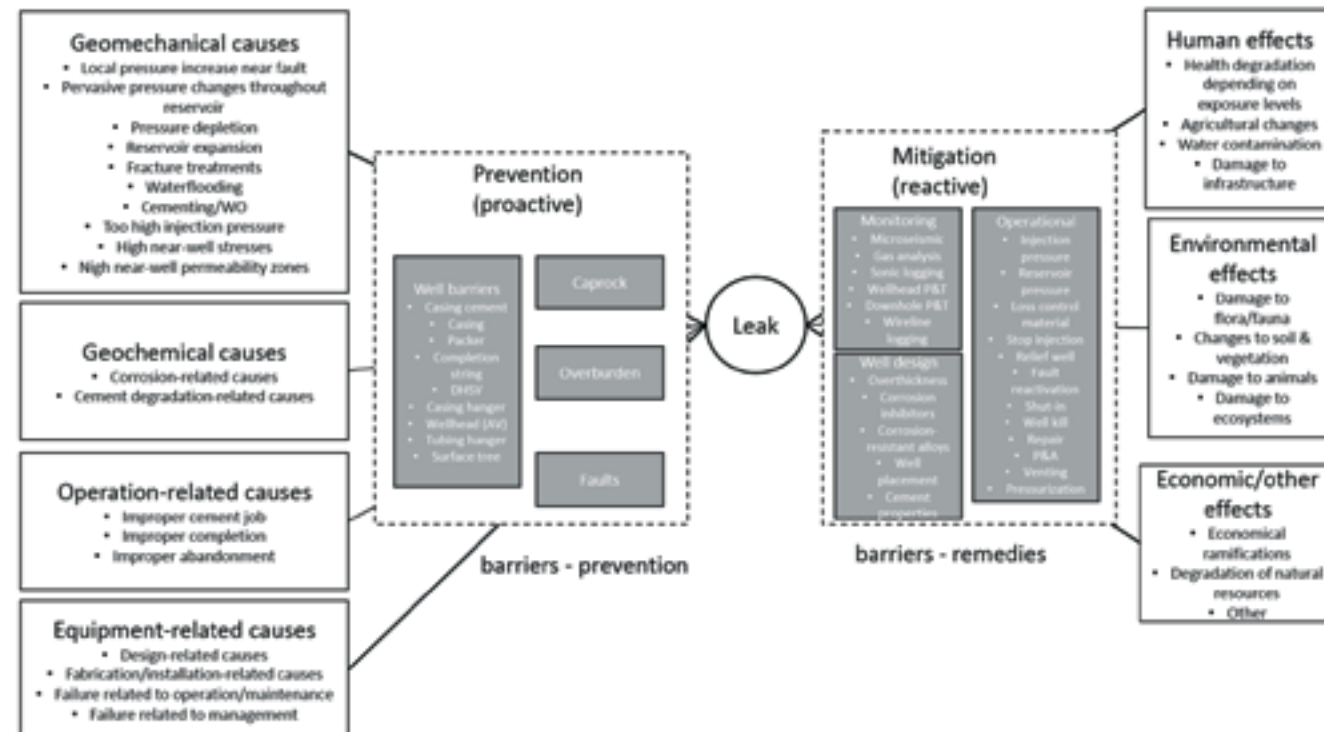 Geomechanical causes
• Local pressure increase near fault
• Pervasive pressure changes throughout
reservoir
• Pressure depletion
• Reservoir expansion
• Fracture treatments
• Waterflooding
• Cementing/WO
• Too high injection pressure
• High near-well stresses
• Nigh near-well permeability zones
Geochemical causes
• Corrosion-related causes
• Cement degradation-related causes
Operation-related causes
• Improper cement job
• Improper completion
• Improper abandonment
Equipment-related causes
• Design-related causes
• Fabrication/installation-related causes
• Failure related to operation/maintenance
• Failure related to management
Prevention
(proactive)
Well barriers
• Casing cement
• Casing
• Packer
• Completion
string
• DHSV
• Casing hanger
• Wellhead (AV)
• Tubing hanger
• Surface tree
Caprock
Overburden
Faults
barriers - prevention
Leak
Mitigation
(reactive)
Monitoring
• Microseismic
• Gas analysis
• Sonic logging
• Wellhead P&T
• Downhole P&T
• Wireline
logging
Well design
• Overthickness
• Corrosion
inhibitors
• Corrosion-
resistant alloys
• Well
placement
• Cement
properties
Operational
• Injection
pressure
• Reservoir
pressure
• Loss control
material
• Stop injection
• Relief well
• Fault
reactivation
• Shut-in
• Well kill
• Repair
• P&A
• Venting
• Pressurization
barriers - remedies
Human effects
• Health degradation
depending on
exposure levels
• Agricultural changes
• Water contamination
• Damage to
infrastructure
Environmental
effects
• Damage to
flora/fauna
• Changes to soil &
vegetation
• Damage to animals
• Damage to
ecosystems
Economic/other
effects
• Economical
ramifications
• Degradation of natural
resources
• Other